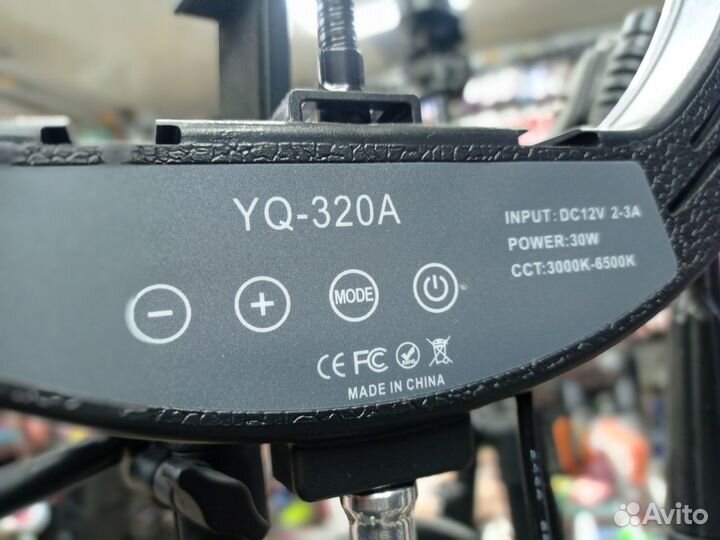 YQ-320A
INPUT:DC12V 2-3A
POWER:30W
CCT:3000K-6500K
MODE
CE FC
MADE IN CHINA
Avito